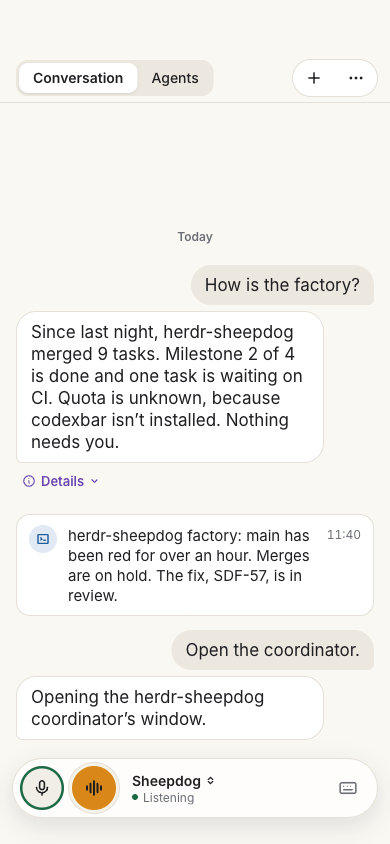 Conversation
Agents
Today
How is the factory?
Since last night, herdr-sheepdog
merged 9 tasks. Milestone 2 of 4
is done and one task is waiting on
CI. Quota is unknown, because
codexbar isn’t installed. Nothing
needs you.
Details
herdr-sheepdog factory: main has
been red for over an hour. Merges
are on hold. The fix, SDF-57, is in
review.
11:40
Open the coordinator.
Opening the herdr-sheepdog
coordinator’s window.
Sheepdog
Listening